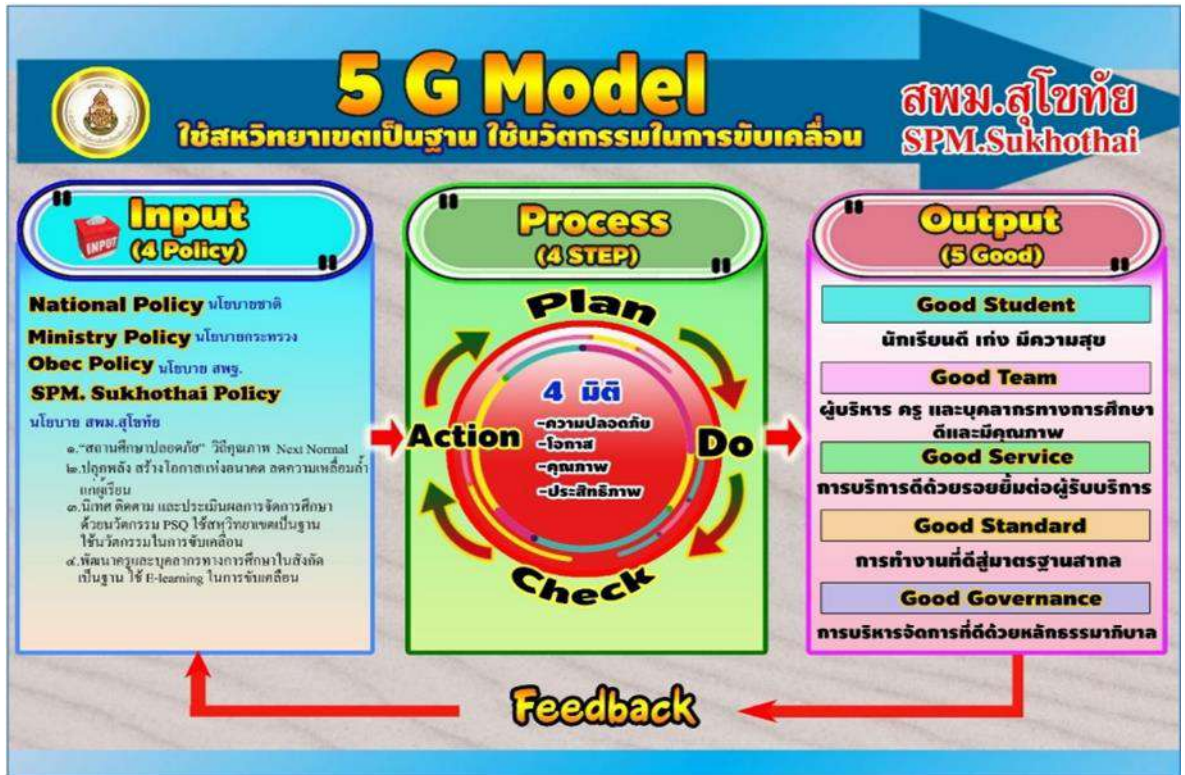 5 G Model
ใช้สหวิทยาเขตเป็นฐาน ใช้นวัตกรรมในการขับเคลื่อน
สพม.สุโขทัย
SPM.Sukhothai
Input
(4 Policy)
INPUT
National Policy นโยบายชาติ
Ministry Policy นโยบายกระทรวง
Obec Policy นโยบาย สพฐ.
SPM. Sukhothai Policy
นโยบาย สพม.สุโขทัย
๑.“สถานศึกษาปลอดภัย” วิถีคุณภาพ Next Normal
๒.ปลุกพลัง สร้างโอกาสแห่งอนาคต ลดความเหลื่อมล้ำ
แก่ผู้เรียน
๓.นิเทศ ติดตาม และประเมินผลการจัดการศึกษา
ด้วยนวัตกรรม PSQ ใช้สหวิทยาเขตเป็นฐาน
ใช้นวัตกรรมในการขับเคลื่อน
๔.พัฒนาครูและบุคลากรทางการศึกษาในสังกัด
เป็นฐาน ใช้ E-learning ในการขับเคลื่อน
Process
(4 STEP)
Plan
Do
Check
Action
4 มิติ
-ความปลอดภัย
-โอกาส
-คุณภาพ
-ประสิทธิภาพ
Output
(5 Good)
Good Student
นักเรียนดี เก่ง มีความสุข
Good Team
ผู้บริหาร ครู และบุคลากรทางการศึกษา
ดีและมีคุณภาพ
Good Service
การบริการดีด้วยรอยยิ้มต่อผู้รับบริการ
Good Standard
การทำงานที่ดีสู่มาตรฐานสากล
Good Governance
การบริหารจัดการที่ดีด้วยหลักธรรมาภิบาล
Feedback